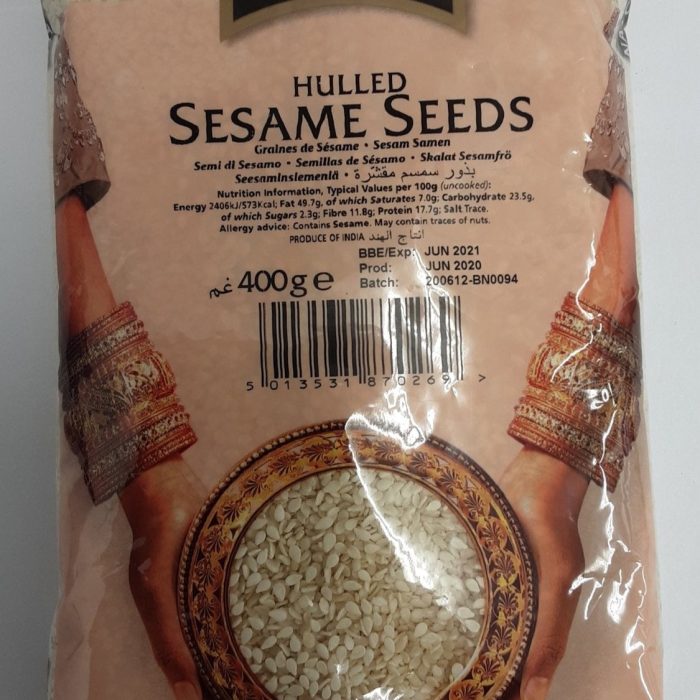 HULLED
SESAME SEEDS
Graines de Sésame • Sesam Samen
Semi di Sesamo • Semillas de Sésamo • Skalat Sesamfrö
Seesaminsiemeniä • بذور سمسم مقشّرة
Nutrition Information, Typical Values per 100g (uncooked):
Energy 2406kJ/573Kcal; Fat 49.7g, of which Saturates 7.0g; Carbohydrate 23.5g,
of which Sugars 2.3g; Fibre 11.8g; Protein 17.7g; Salt Trace.
Allergy advice: Contains Sesame. May contain traces of nuts.
PRODUCE OF INDIA انتاج الهند
BBE/Exp: JUN 2021
Prod: JUN 2020
Batch: 200612-BN0094
400g e غم
5 013531 870269 >